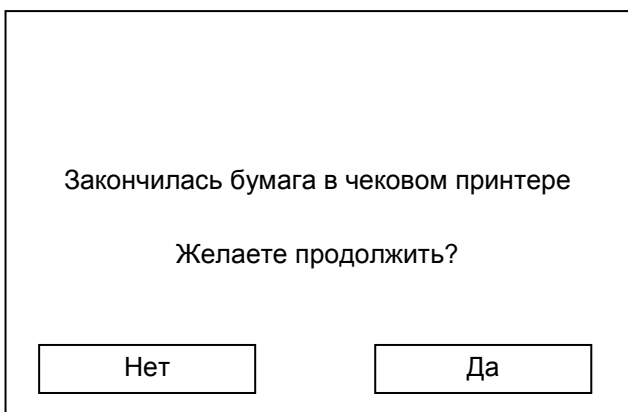 Закончилась бумага в чековом принтере
Желаете продолжить?
Нет
Да